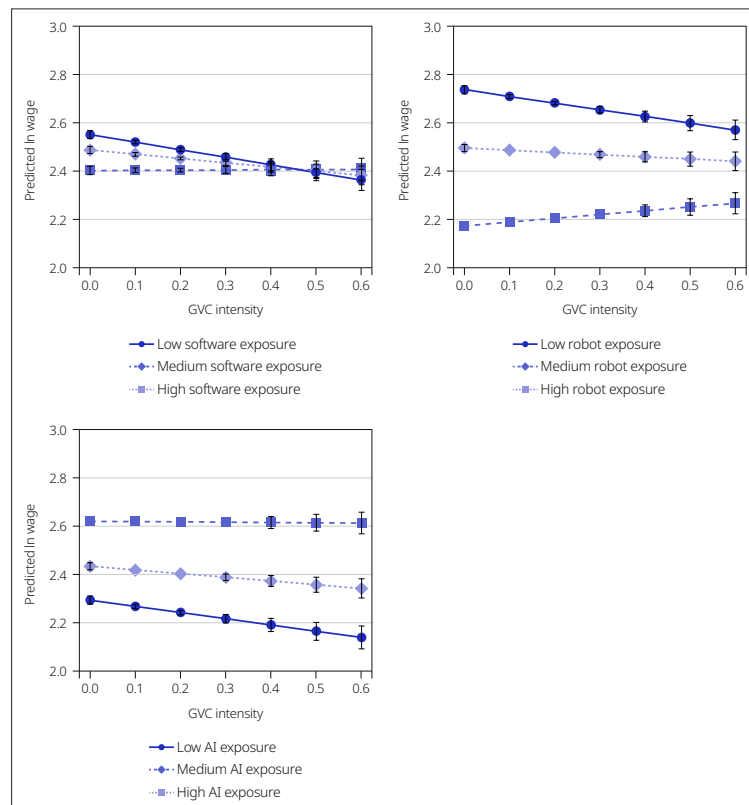 3.0
2.8
2.6
2.4
2.2
2.0
Predicted ln wage
0.0 0.1 0.2 0.3 0.4 0.5 0.6
GVC intensity
Low software exposure
Medium software exposure
High software exposure
3.0
2.8
2.6
2.4
2.2
2.0
Predicted ln wage
0.0 0.1 0.2 0.3 0.4 0.5 0.6
GVC intensity
Low robot exposure
Medium robot exposure
High robot exposure
3.0
2.8
2.6
2.4
2.2
2.0
Predicted ln wage
0.0 0.1 0.2 0.3 0.4 0.5 0.6
GVC intensity
Low AI exposure
Medium AI exposure
High AI exposure